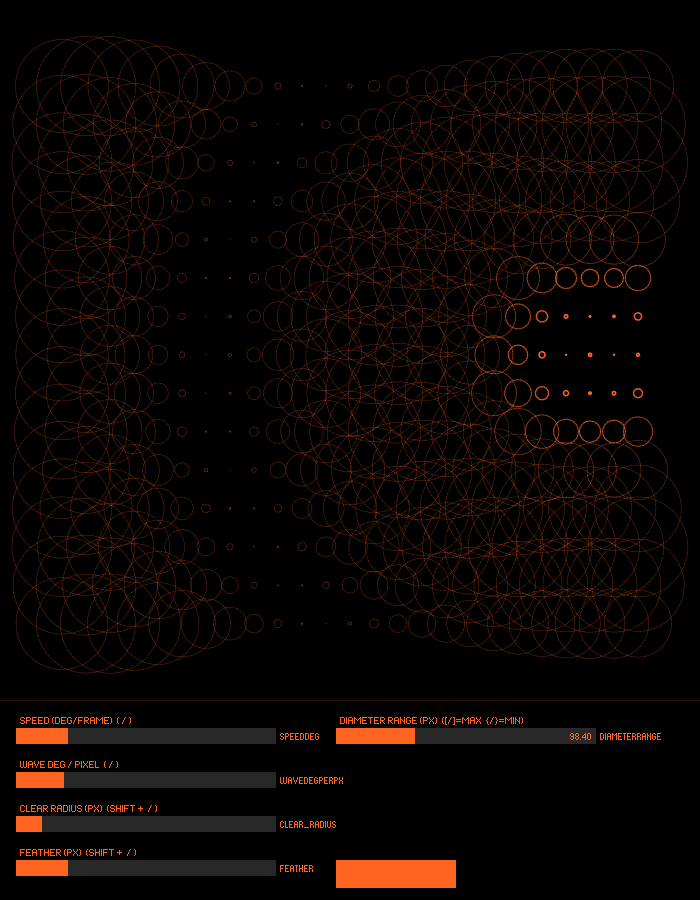 SPEED (DEG/FRAME) ( / )
SPEEDDEG
DIAMETER RANGE (PX) ([/]=MAX {/}=MIN)
98.40
DIAMETERRANGE
WAVE DEG / PIXEL ( / )
WAVEDEGPERPX
CLEAR RADIUS (PX) (SHIFT + / )
CLEAR_RADIUS
FEATHER (PX) (SHIFT + / )
FEATHER